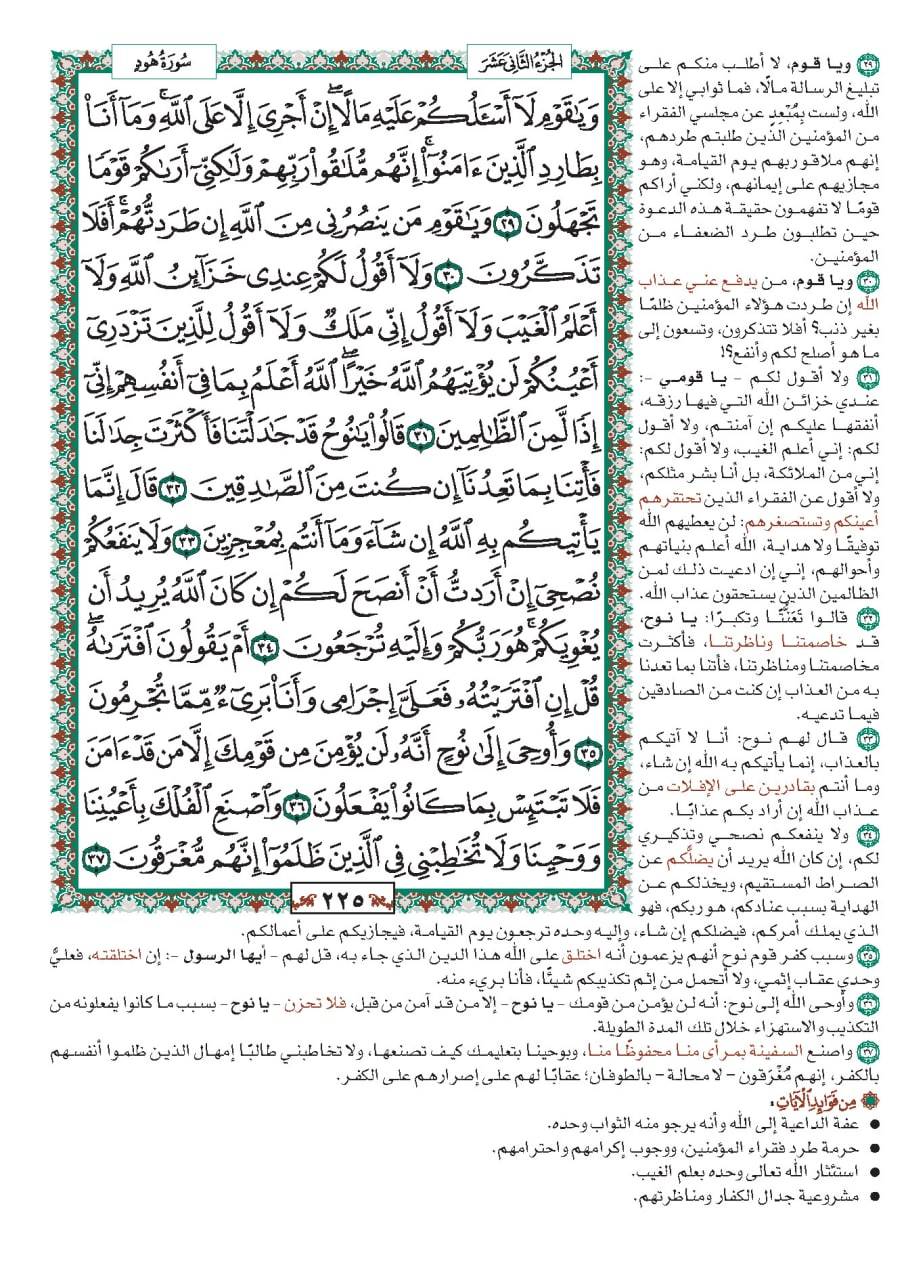 سُورَةُ هُودٍ
الجُزْءُ الثَّانِي عَشَرَ
وَيَٰقَوْمِ لَآ أَسْـَٔلُكُمْ عَلَيْهِ مَالًاۖ إِنْ أَجْرِىَ إِلَّا عَلَى ٱللَّهِۚ وَمَآ أَنَا۠
بِطَارِدِ ٱلَّذِينَ ءَامَنُوٓا۟ۚ إِنَّهُم مُّلَٰقُوا۟ رَبِّهِمْ وَلَٰكِنِّىٓ أَرَىٰكُمْ قَوْمًا
تَجْهَلُونَ ٢٩ وَيَٰقَوْمِ مَن يَنصُرُنِى مِنَ ٱللَّهِ إِن طَرَدتُّهُمْۚ أَفَلَا
تَذَكَّرُونَ ٣٠ وَلَآ أَقُولُ لَكُمْ عِندِى خَزَآئِنُ ٱللَّهِ وَلَآ
أَعْلَمُ ٱلْغَيْبَ وَلَآ أَقُولُ إِنِّى مَلَكٌ وَلَآ أَقُولُ لِلَّذِينَ تَزْدَرِىٓ
أَعْيُنُكُمْ لَن يُؤْتِيَهُمُ ٱللَّهُ خَيْرًاۖ ٱللَّهُ أَعْلَمُ بِمَا فِىٓ أَنفُسِهِمْۖ إِنِّىٓ
إِذًا لَّمِنَ ٱلظَّٰلِمِينَ ٣١ قَالُوا۟ يَٰنُوحُ قَدْ جَٰدَلْتَنَا فَأَكْثَرْتَ جِدَٰلَنَا
فَأْتِنَا بِمَا تَعِدُنَآ إِن كُنتَ مِنَ ٱلصَّٰدِقِينَ ٣٢ قَالَ إِنَّمَا
يَأْتِيكُم بِهِ ٱللَّهُ إِن شَآءَ وَمَآ أَنتُم بِمُعْجِزِينَ ٣٣ وَلَا يَنفَعُكُمْ
نُصْحِىٓ إِنْ أَرَدتُّ أَنْ أَنصَحَ لَكُمْ إِن كَانَ ٱللَّهُ يُرِيدُ أَن
يُغْوِيَكُمْۚ هُوَ رَبُّكُمْ وَإِلَيْهِ تُرْجَعُونَ ٣٤ أَمْ يَقُولُونَ ٱفْتَرَىٰهُۖ
قُلْ إِنِ ٱفْتَرَيْتُهُۥ فَعَلَىَّ إِجْرَامِى وَأَنَا۠ بَرِىٓءٌ مِّمَّا تُجْرِمُونَ
٣٥ وَأُوحِىَ إِلَىٰ نُوحٍ أَنَّهُۥ لَن يُؤْمِنَ مِن قَوْمِكَ إِلَّا مَن قَدْ ءَامَنَ
فَلَا تَبْتَئِسْ بِمَا كَانُوا۟ يَفْعَلُونَ ٣٦ وَٱصْنَعِ ٱلْفُلْكَ بِأَعْيُنِنَا
وَوَحْيِنَا وَلَا تُخَٰطِبْنِى فِى ٱلَّذِينَ ظَلَمُوٓا۟ۚ إِنَّهُم مُّغْرَقُونَ ٣٧
٢٢٥
٢٩ ويا قوم، لا أطلب منكم على
تبليغ الرسالة مالًا، فما ثوابي إلا على
الله، ولست بِمُبْعِدٍ عن مجلسي الفقراء
من المؤمنين الذين طلبتم طردهم،
إنهم ملاقو ربهم يوم القيامة، وهو
مجازيهم على إيمانهم، ولكني أراكم
قومًا لا تفهمون حقيقة هذه الدعوة
حين تطلبون طرد الضعفاء من
المؤمنين.
٣٠ ويا قوم، من يدفع عني عذاب
الله إن طردت هؤلاء المؤمنين ظلمًا
بغير ذنب؟ أفلا تتذكرون، وتسعون إلى
ما هو أصلح لكم وأنفع؟!
٣١ ولا أقول لكم - يا قومي -:
عندي خزائن الله التي فيها رزقه،
أنفقها عليكم إن آمنتم، ولا أقول
لكم: إني أعلم الغيب، ولا أقول لكم:
إني من الملائكة، بل أنا بشر مثلكم،
ولا أقول عن الفقراء الذين تحتقرهم
أعينكم وتستصغرهم: لن يعطيهم الله
توفيقًا ولا هداية، الله أعلم بنياتهم
وأحوالهم، إني إن ادعيت ذلك لمن
الظالمين الذين يستحقون عذاب الله.
٣٢ قالوا تَعَنُّتًا وتكبرًا: يا نوح،
قد خاصمتنا وناظرتنا، فأكثرت
مخاصمتنا ومناظرتنا، فأتنا بما تعدنا
به من العذاب إن كنت من الصادقين
فيما تدعيه.
٣٣ قال لهم نوح: أنا لا آتيكم
بالعذاب، إنما يأتيكم به الله إن شاء،
وما أنتم بقادرين على الإفلات من
عذاب الله إن أراد بكم عذابًا.
٣٤ ولا ينفعكم نصحي وتذكيري
لكم، إن كان الله يريد أن يضلَّكم عن
الصراط المستقيم، ويخذلكم عن
الهداية بسبب عنادكم، هو ربكم، فهو
الذي يملك أمركم، فيضلكم إن شاء، وإليه وحده ترجعون يوم القيامة، فيجازيكم على أعمالكم.
٣٥ وسبب كفر قوم نوح أنهم يزعمون أنه اختلق على الله هذا الدين الذي جاء به، قل لهم - أيها الرسول -: إن اختلقته، فعليَّ
وحدي عقاب إثمي، ولا أتحمل من إثم تكذيبكم شيئًا، فأنا بريء منه.
٣٦ وأوحى الله إلى نوح: أنه لن يؤمن من قومك - يا نوح - إلا من قد آمن من قبل، فلا تحزن - يا نوح - بسبب ما كانوا يفعلونه من
التكذيب والاستهزاء خلال تلك المدة الطويلة.
٣٧ واصنع السفينة بمرأى منا محفوظًا منا، وبوحينا بتعليمك كيف تصنعها، ولا تخاطبني طالبًا إمهال الذين ظلموا أنفسهم
بالكفر، إنهم مُغْرَقون - لا محالة - بالطوفان؛ عقابًا لهم على إصرارهم على الكفر.
مِن فَوَائِدِ الآيَاتِ:
• عفة الداعية إلى الله وأنه يرجو منه الثواب وحده.
• حرمة طرد فقراء المؤمنين، ووجوب إكرامهم واحترامهم.
• استئثار الله تعالى وحده بعلم الغيب.
• مشروعية جدال الكفار ومناظرتهم.